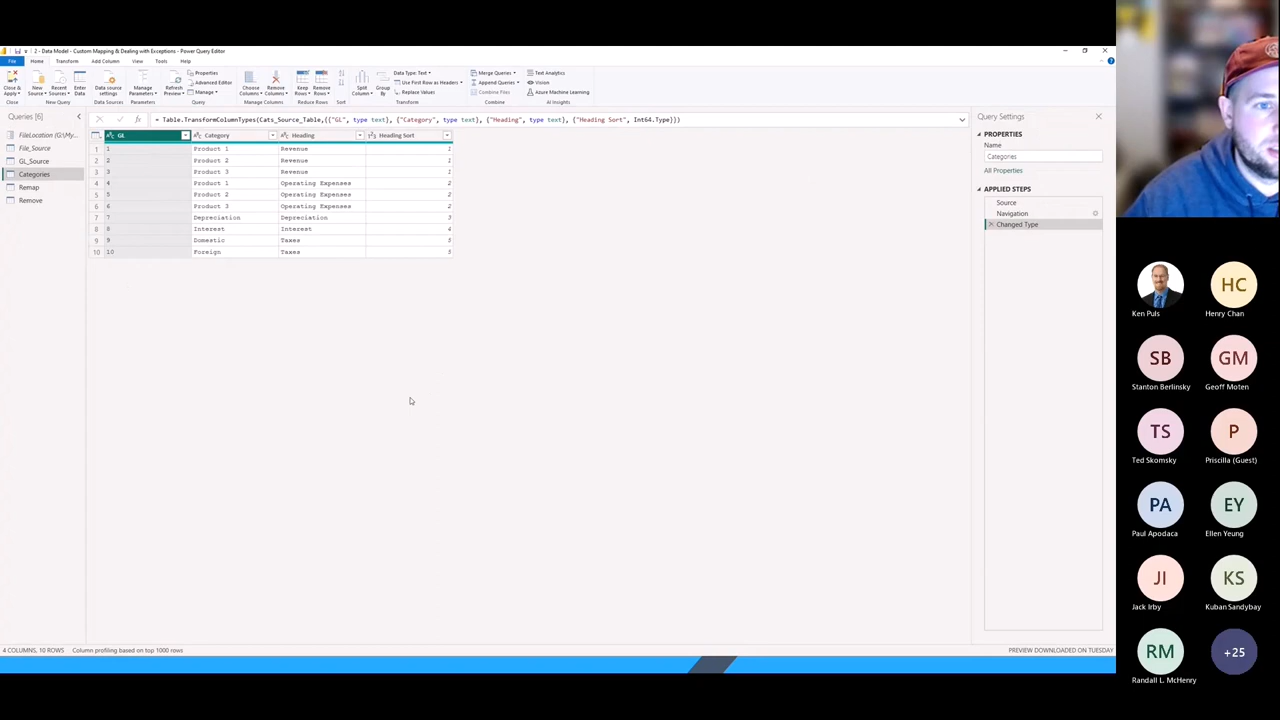 2 - Data Model - Custom Mapping & Dealing with Exceptions - Power Query Editor
File Home Transform Add Column View Tools Help
Close & Apply
New Source
Recent Sources
Enter Data
Data source settings
Manage Parameters
Refresh Preview
Properties
Advanced Editor
Manage
Choose Columns
Remove Columns
Keep Rows
Remove Rows
Split Column
Group By
Data Type: Text
Use First Row as Headers
Replace Values
Merge Queries
Append Queries
Combine Files
Text Analytics
Vision
Azure Machine Learning
Close New Query Data Sources Parameters Query Manage Columns Reduce Rows Sort Transform Combine AI Insights
Queries [6]
FileLocation (G:\My...
File_Source
GL_Source
Categories
Remap
Remove
= Table.TransformColumnTypes(Cats_Source_Table,{{"GL", type text}, {"Category", type text}, {"Heading", type text}, {"Heading Sort", Int64.Type}})
GL Category Heading Heading Sort
1 1 Product 1 Revenue 1
2 2 Product 2 Revenue 1
3 3 Product 3 Revenue 1
4 4 Product 1 Operating Expenses 2
5 5 Product 2 Operating Expenses 2
6 6 Product 3 Operating Expenses 2
7 7 Depreciation Depreciation 3
8 8 Interest Interest 4
9 9 Domestic Taxes 5
10 10 Foreign Taxes 5
Query Settings
PROPERTIES
Name
Categories
All Properties
APPLIED STEPS
Source
Navigation
Changed Type
4 COLUMNS, 10 ROWS Column profiling based on top 1000 rows
PREVIEW DOWNLOADED ON TUESDAY
HC
Ken Puls Henry Chan
SB GM
Stanton Berlinsky Geoff Moten
TS P
Ted Skomsky Priscilla (Guest)
PA EY
Paul Apodaca Ellen Yeung
JI KS
Jack Irby Kuban Sandybay
RM +25
Randall L. McHenry